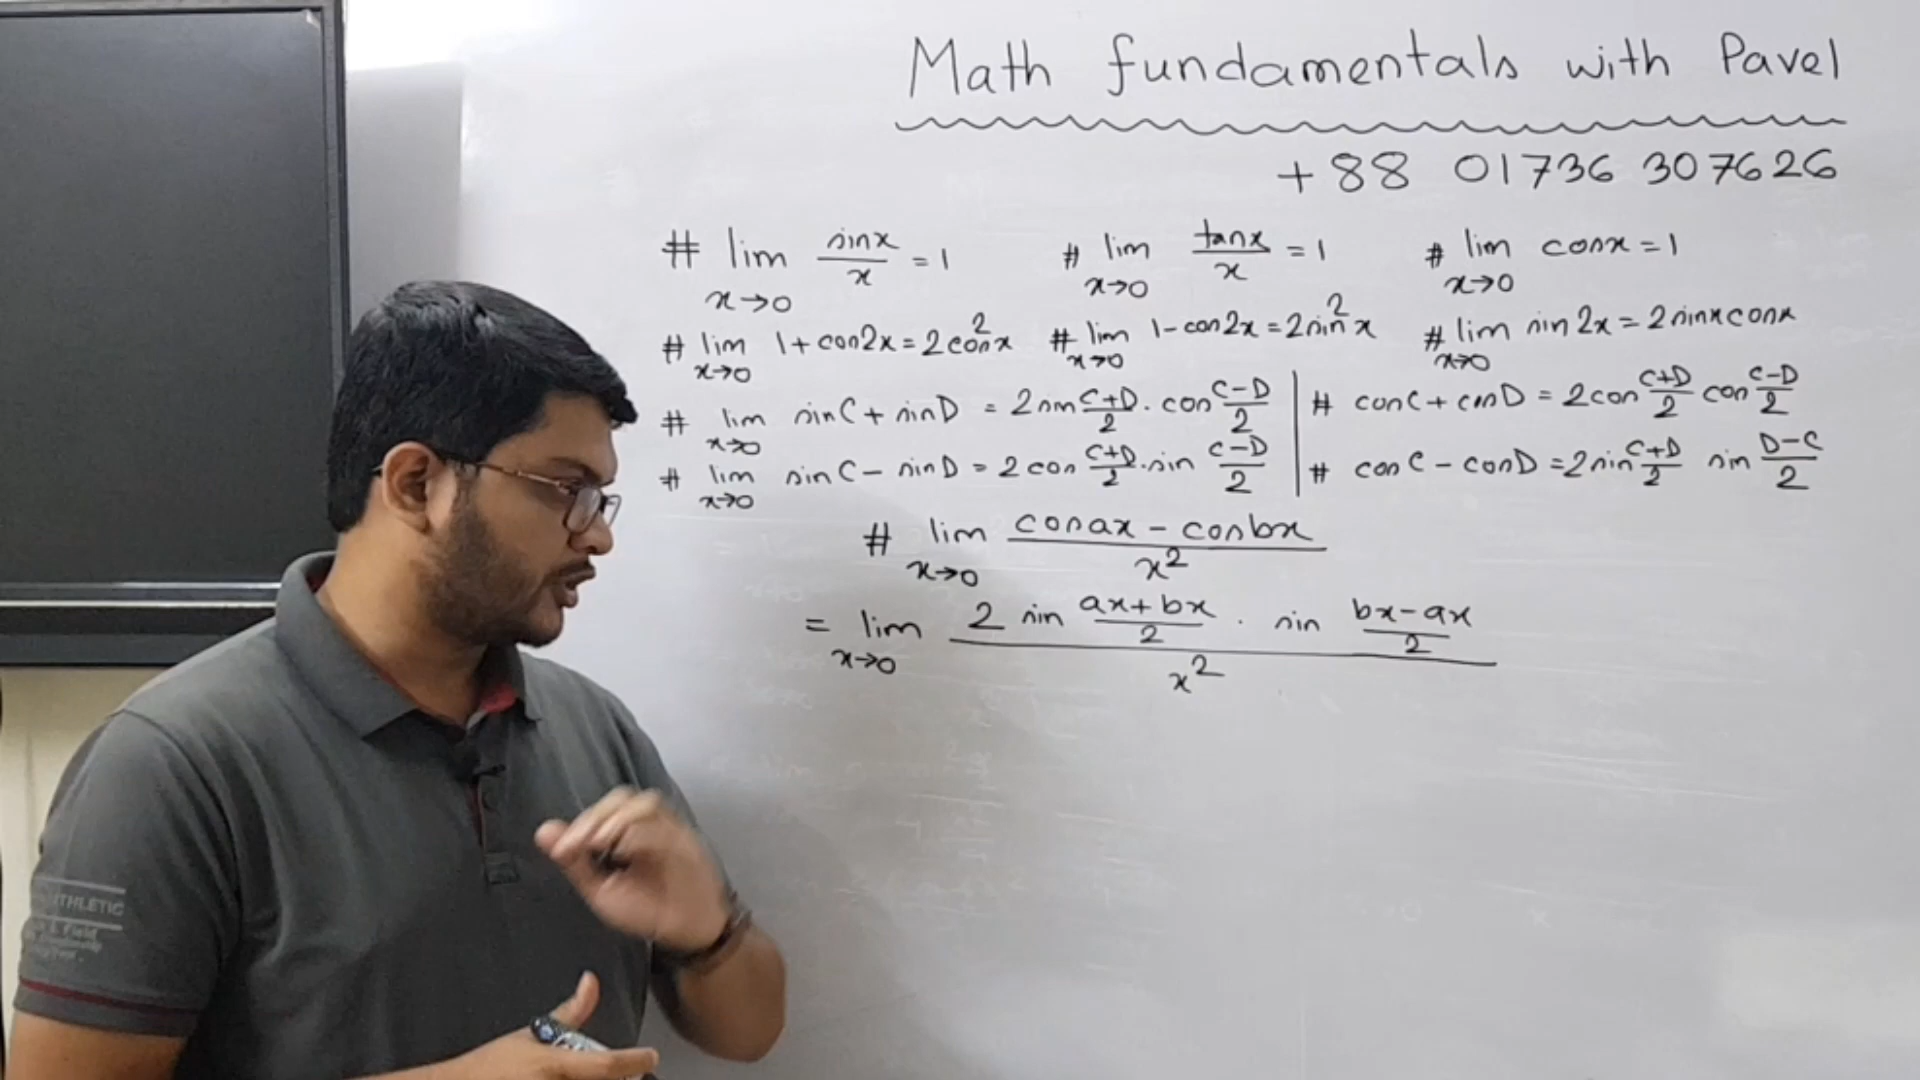 Math fundamentals with Pavel
+88 01736 307626
# lim x→0 sinx/x = 1 # lim x→0 tanx/x = 1 # lim x→0 cosx = 1
# lim x→0 1+cos2x = 2cos²x # lim x→0 1-cos2x = 2sin²x # lim x→0 sin2x = 2sinxcosx
# lim x→0 sinC + sinD = 2sin (C+D)/2 · cos (C-D)/2 # cosC + cosD = 2cos (C+D)/2 cos (C-D)/2
# lim x→0 sinC - sinD = 2cos (C+D)/2 · sin (C-D)/2 # cosC - cosD = 2sin (C+D)/2 sin (D-C)/2
# lim x→0 (cosax - cosbx)/x²
= lim x→0 (2 sin (ax+bx)/2 · sin (bx-ax)/2)/x²
THLETIC
Field